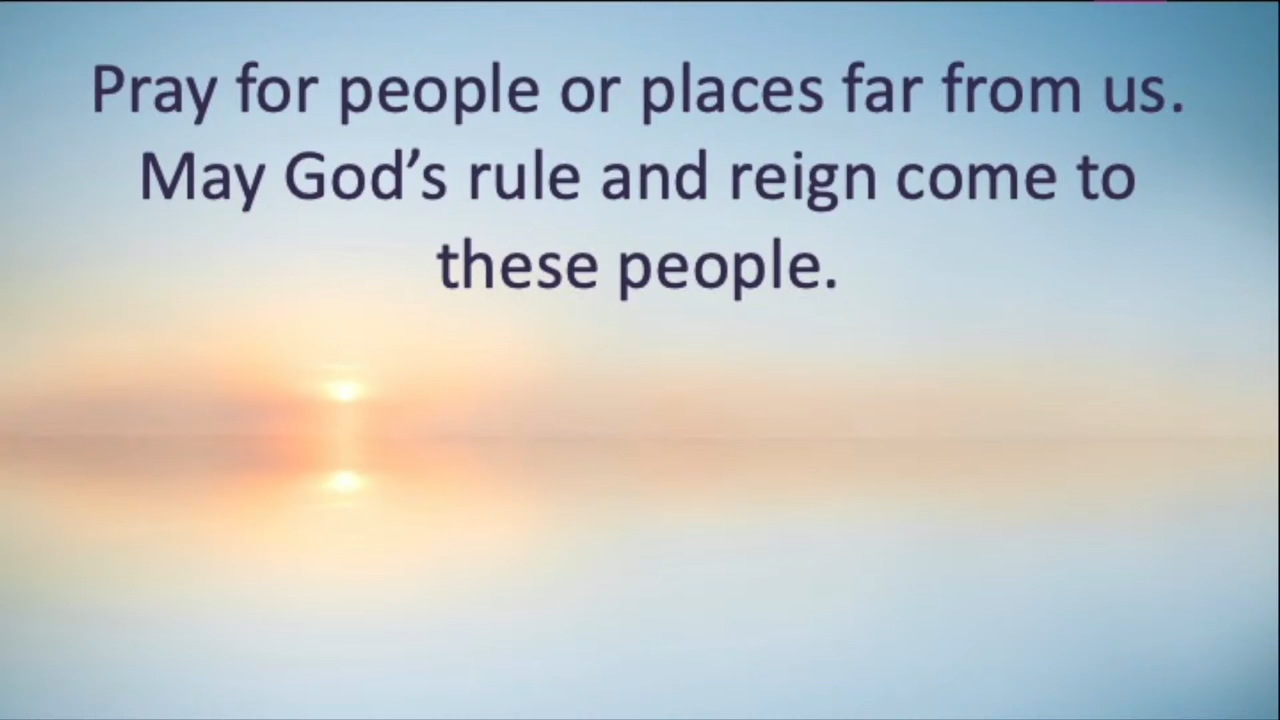 Pray for people or places far from us.
May God’s rule and reign come to
these people.